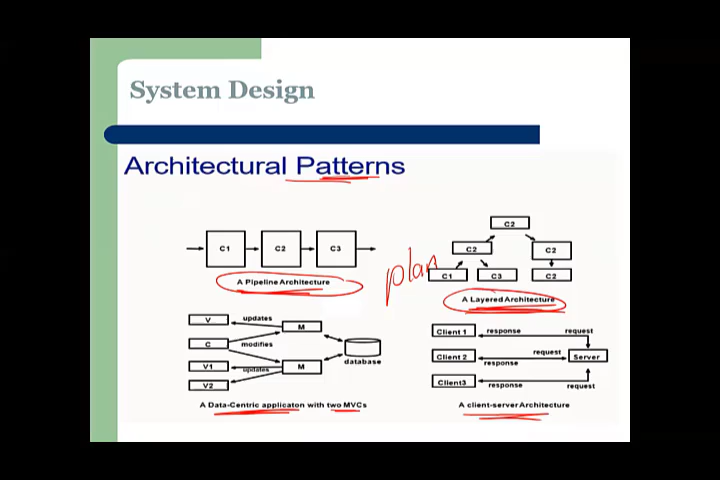 System Design
Architectural Patterns
C1 C2 C3
A Pipeline Architecture
plan
C2
C2 C2
C1 C3 C2
A Layered Architecture
V updates M
C modifies
V1 updates M
V2
database
A Data-Centric applicaton with two MVCs
Client 1 response request
Client 2 request Server
response
Client3 response request
A client-server Architecture